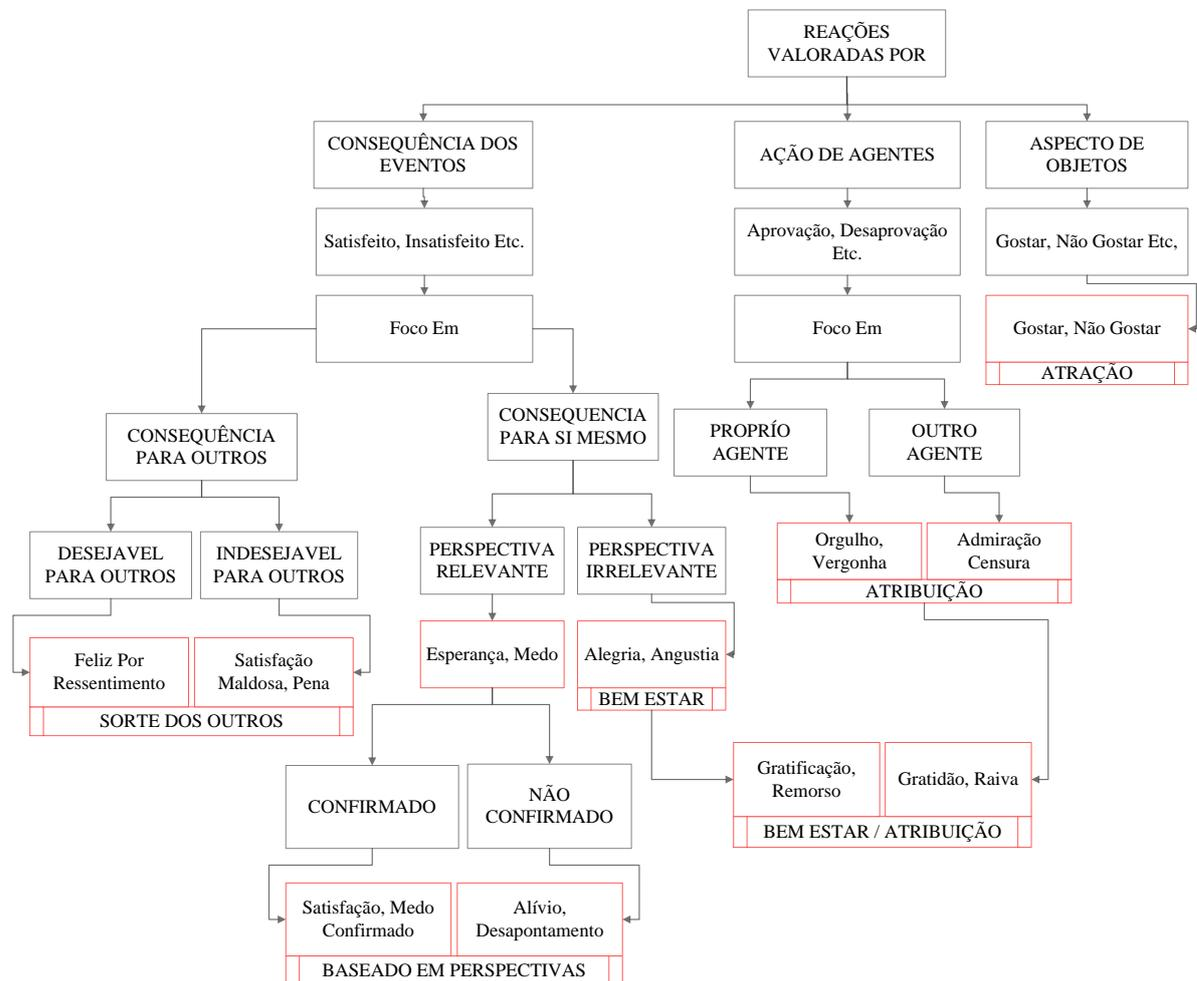 REAÇÕES
VALORADAS POR
CONSEQUÊNCIA DOS
EVENTOS
AÇÃO DE AGENTES
ASPECTO DE
OBJETOS
Satisfeito, Insatisfeito Etc.
Aprovação, Desaprovação
Etc.
Gostar, Não Gostar Etc,
Foco Em
Foco Em
Gostar, Não Gostar
ATRAÇÃO
CONSEQUÊNCIA
PARA OUTROS
CONSEQUENCIA
PARA SI MESMO
PROPRÍO
AGENTE
OUTRO
AGENTE
DESEJAVEL
PARA OUTROS
INDESEJAVEL
PARA OUTROS
PERSPECTIVA
RELEVANTE
PERSPECTIVA
IRRELEVANTE
Orgulho,
Vergonha
Admiração
Censura
ATRIBUIÇÃO
Feliz Por
Ressentimento
Satisfação
Maldosa, Pena
SORTE DOS OUTROS
Esperança, Medo
Alegria, Angustia
BEM ESTAR
CONFIRMADO
NÃO
CONFIRMADO
Gratificação,
Remorso
Gratidão, Raiva
BEM ESTAR / ATRIBUIÇÃO
Satisfação, Medo
Confirmado
Alívio,
Desapontamento
BASEADO EM PERSPECTIVAS